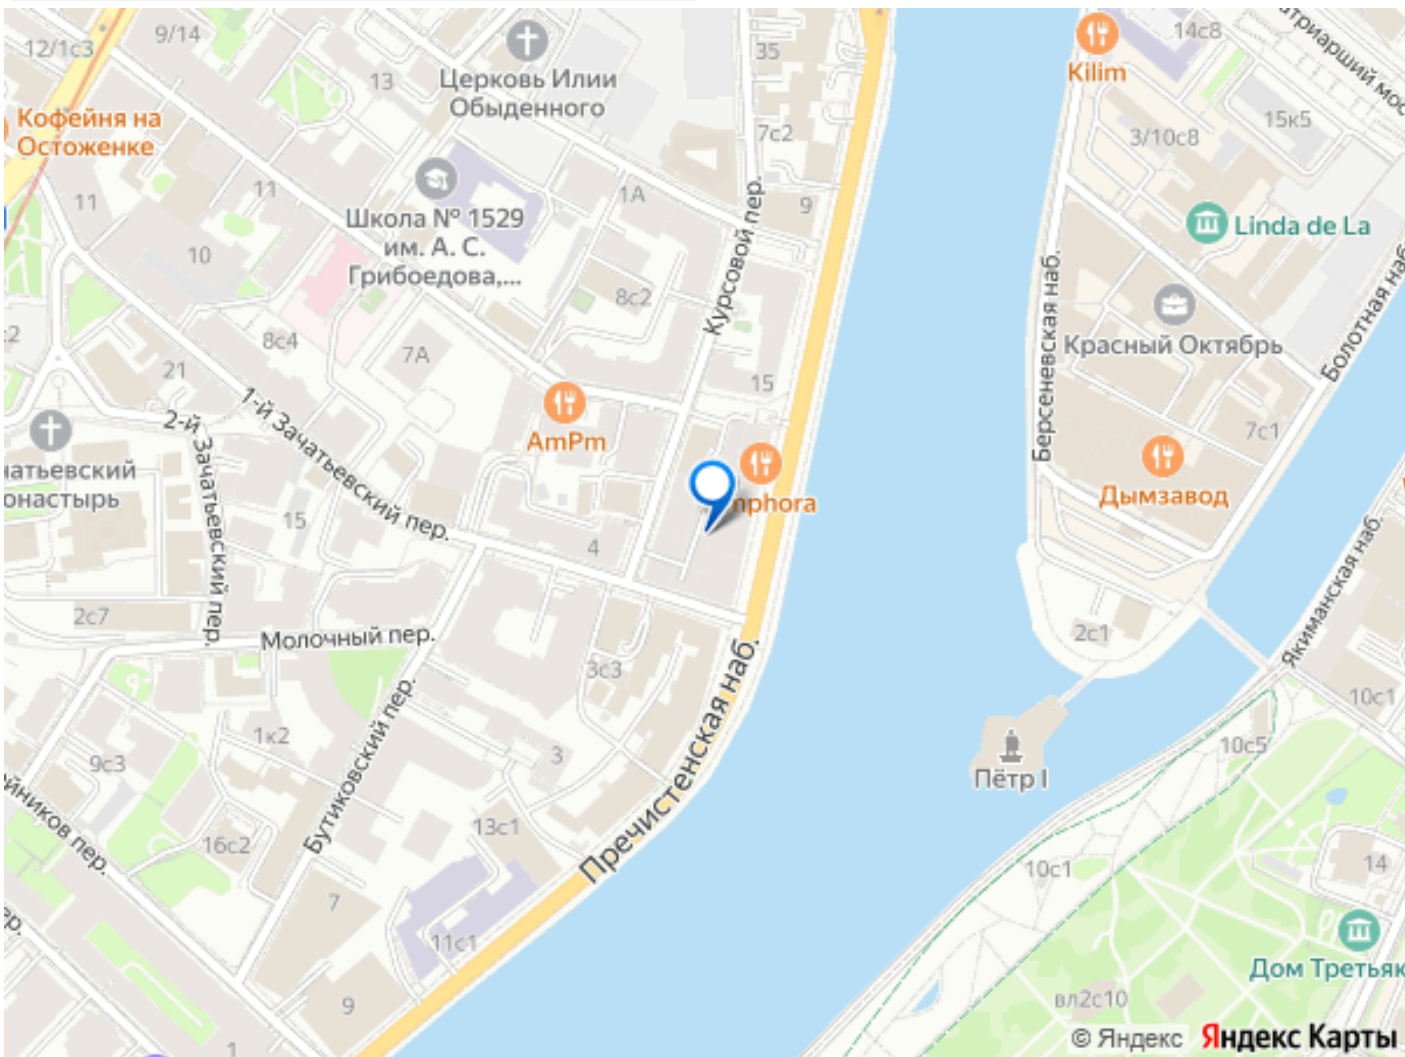 12/1с3
9/14
13
Церковь Илии
Обыденного
35
7с2
Kilim
14с8
15к5
3/10с8
Кофейня на
Остоженке
11
11
10
Школа № 1529
им. А. С.
Грибоедова,...
1А
9
Курсовой пер.
8с2
Linda de La
Берсеневская наб.
Красный Октябрь
Болотная наб.
8с4
7А
21
15
AmPm
1-й Зачатьевский пер.
2-й Зачатьевский пер.
15
4
7с1
Дымзавод
2с7
Молочный пер.
3с3
Пречистенская наб.
2с1
Якиманская наб.
10с1
10с5
Пётр I
1к2
9с3
Бутиковский пер.
3
13с1
16с2
7
11с1
9
1
10с1
14
Дом Третьяк
вл2с10
© Яндекс Яндекс Карты